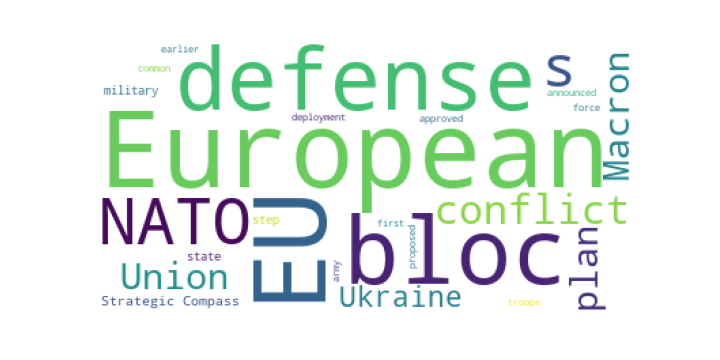 earlier
common
defense
s
Macron
military
announced
force
deployment
approved
European
NATO
EU
step
conflict
bloc
first
proposed
plan
state
Union
army
Ukraine
Strategic Compass
troops